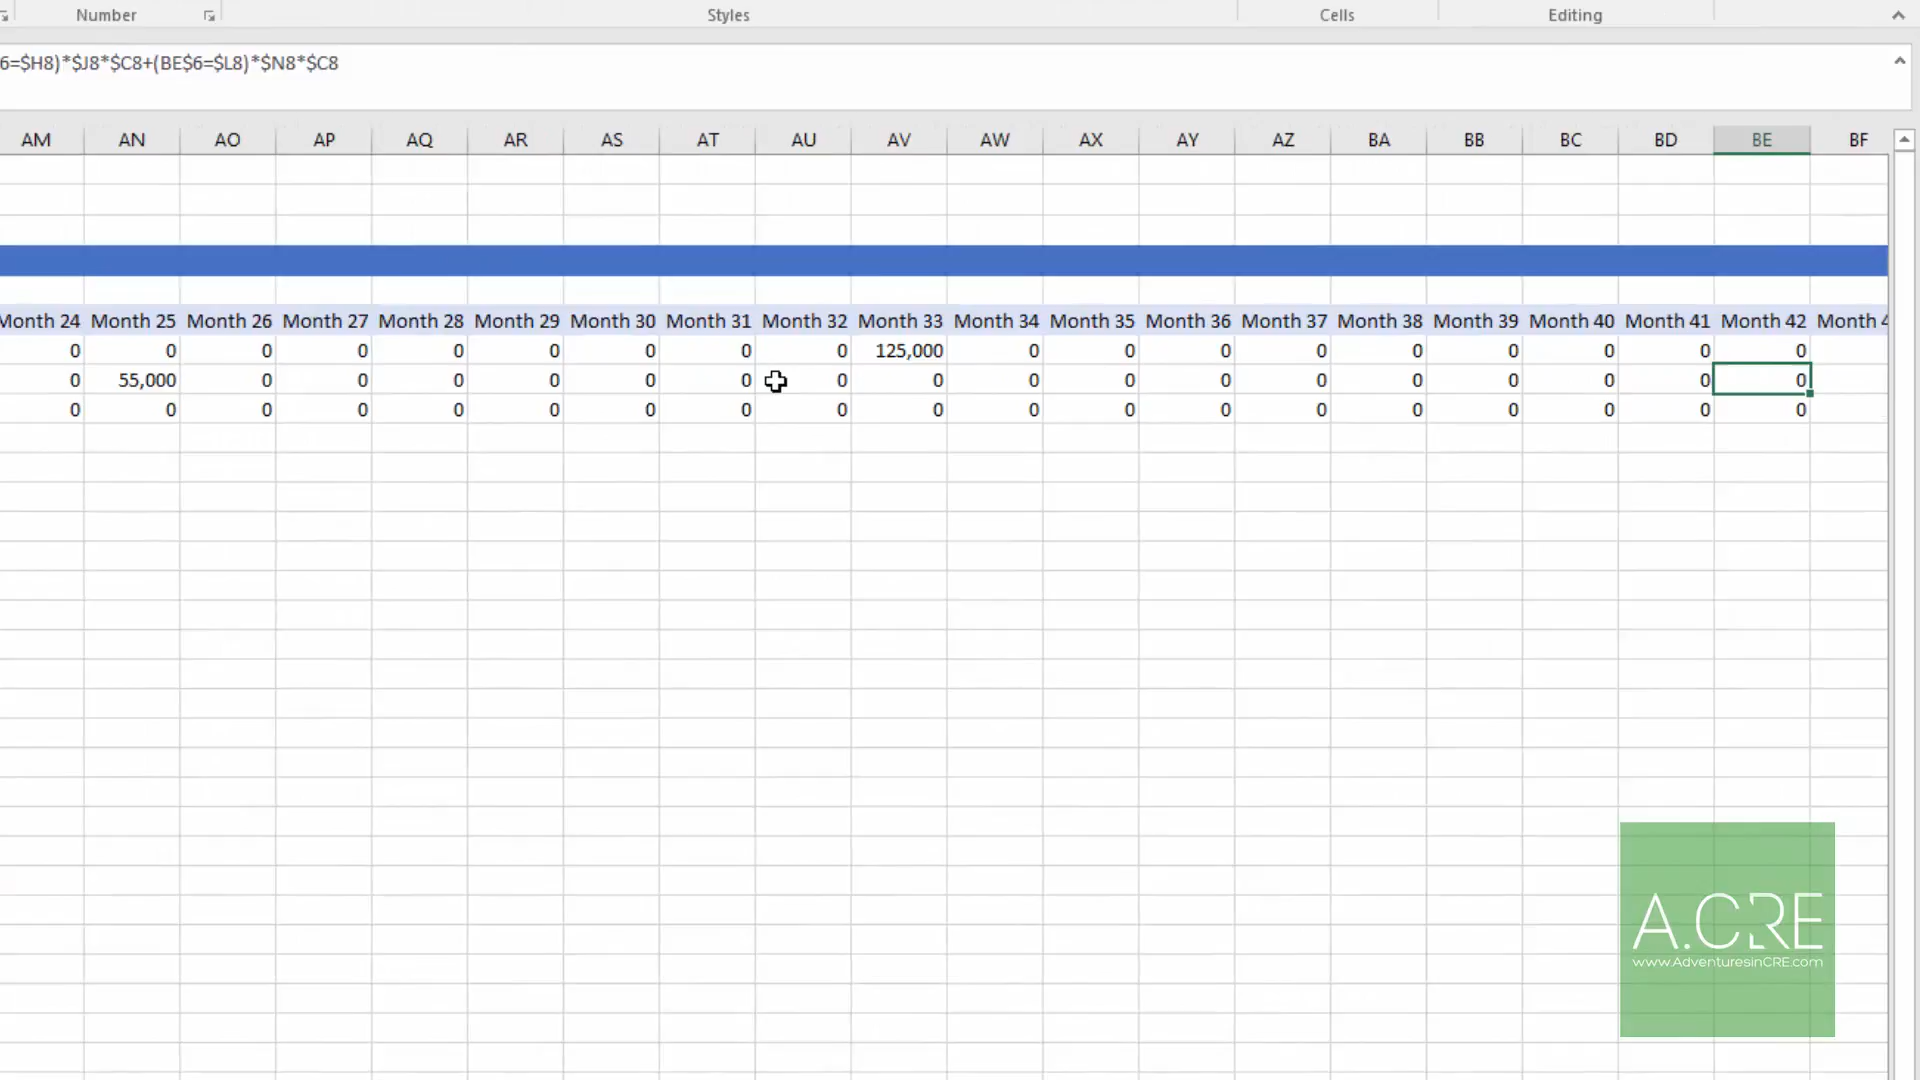 Number Styles Cells Editing
6=$H8)*$J8*$C8+(BE$6=$L8)*$N8*$C8
AM AN AO AP AQ AR AS AT AU AV AW AX AY AZ BA BB BC BD BE BF
Month 24 Month 25 Month 26 Month 27 Month 28 Month 29 Month 30 Month 31 Month 32 Month 33 Month 34 Month 35 Month 36 Month 37 Month 38 Month 39 Month 40 Month 41 Month 42 Month 4
0 0 0 0 0 0 0 0 0 125,000 0 0 0 0 0 0 0 0 0
0 55,000 0 0 0 0 0 0 0 0 0 0 0 0 0 0 0 0 0
0 0 0 0 0 0 0 0 0 0 0 0 0 0 0 0 0 0 0
A.CRE
www.AdventuresinCRE.com